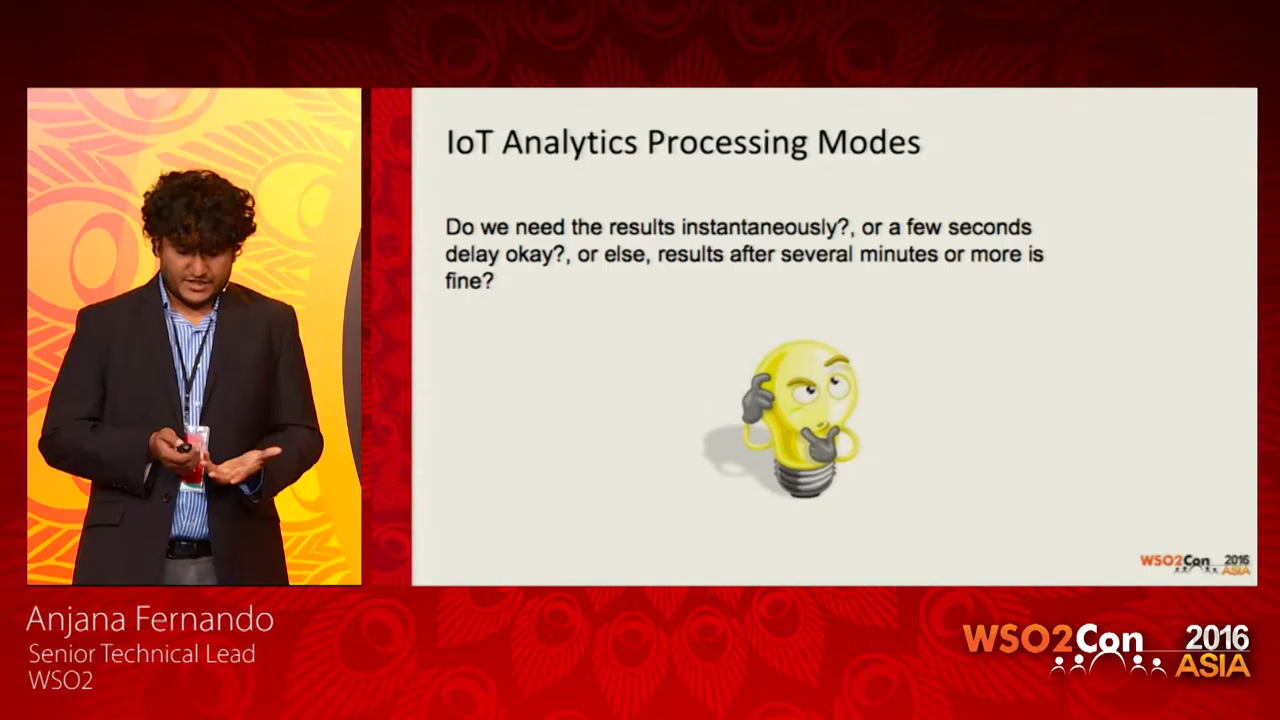 IoT Analytics Processing Modes
Do we need the results instantaneously?, or a few seconds
delay okay?, or else, results after several minutes or more is
fine?
WSO2Con 2016
ASIA
Anjana Fernando
Senior Technical Lead
WSO2
WSO2Con 2016
ASIA